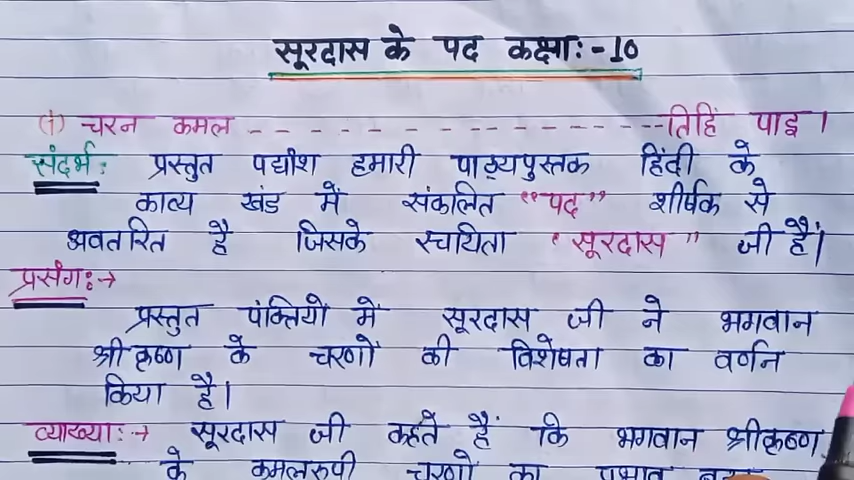 सूरदास के पद कक्षाः-10
(1) चरन कमल - - - - - - - - - - - - - - तिहिं पाइ ।
संदर्भ: प्रस्तुत पद्यांश हमारी पाठ्यपुस्तक हिंदी के
काव्य खंड में संकलित "पद" शीर्षक से
अवतरित है जिसके रचयिता "सूरदास" जी हैं।
प्रसंगः→
प्रस्तुत पंक्तियों में सूरदास जी ने भगवान
श्री कृष्ण के चरणों की विशेषता का वर्णन
किया है।
व्याख्याः→ सूरदास जी कहते हैं कि भगवान श्रीकृष्ण
के कमलरुपी चरणों का प्रभाव